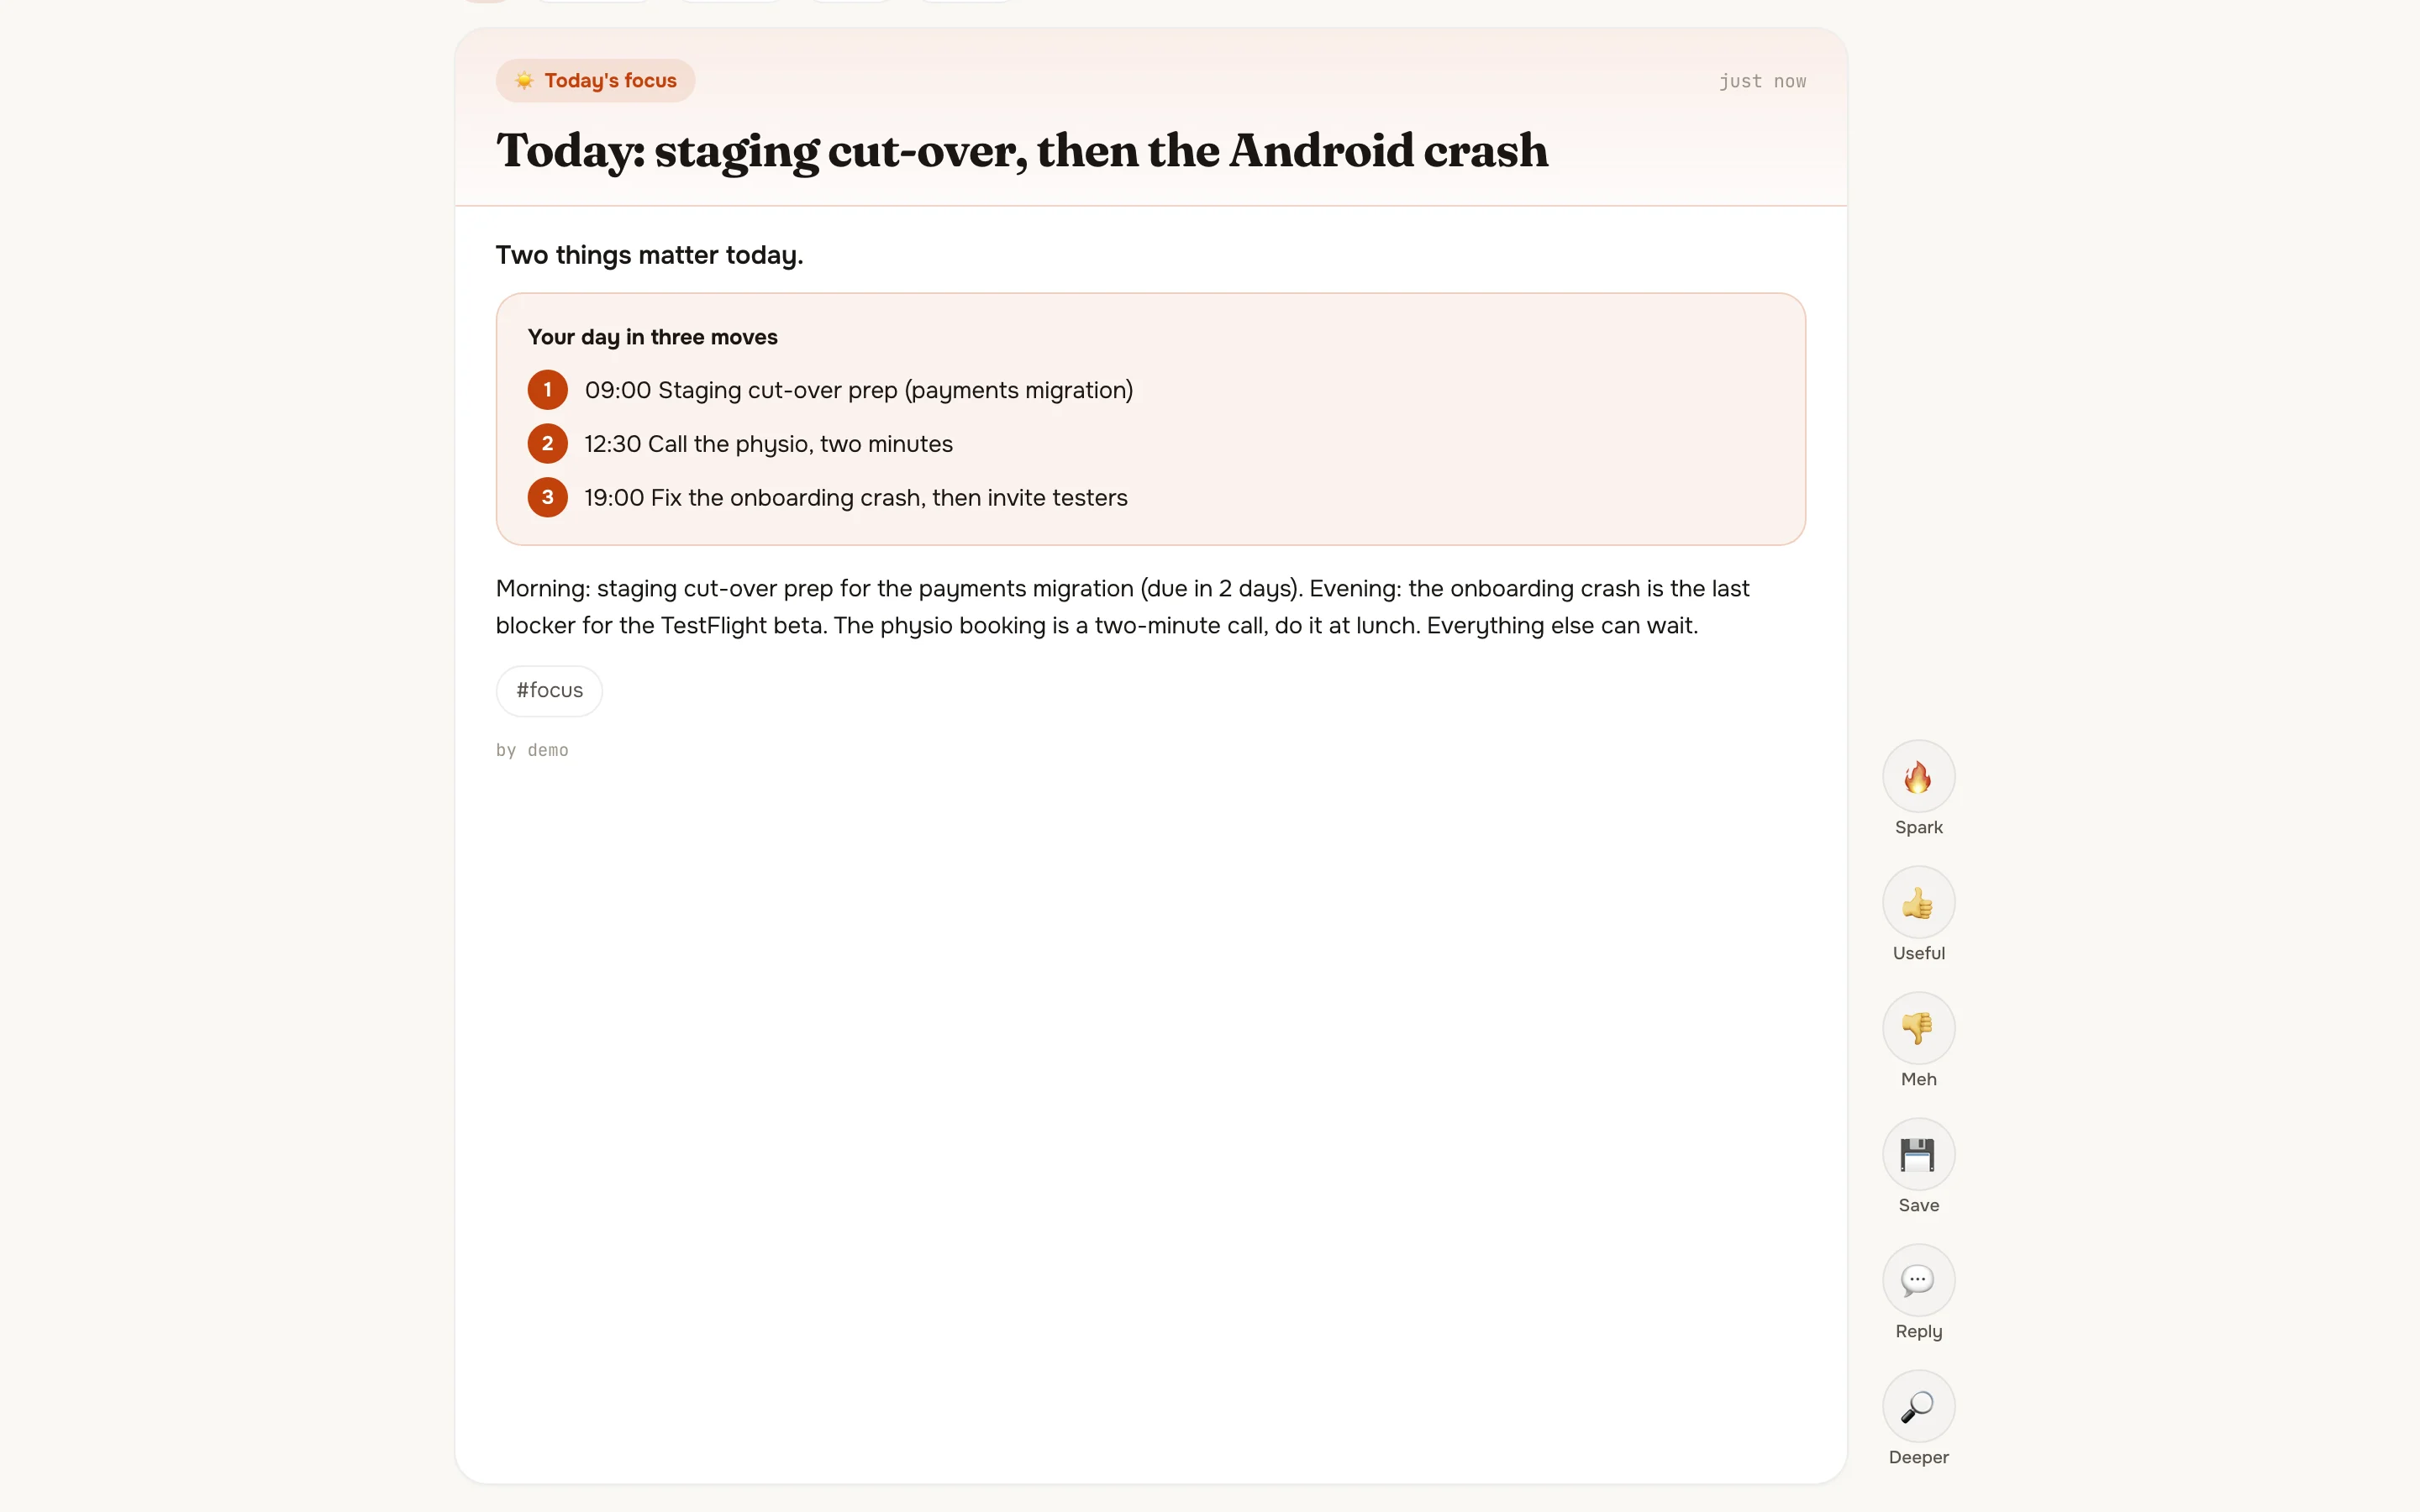 Today's focus
just now
Today: staging cut-over, then the Android crash
Two things matter today.
Your day in three moves
1 09:00 Staging cut-over prep (payments migration)
2 12:30 Call the physio, two minutes
3 19:00 Fix the onboarding crash, then invite testers
Morning: staging cut-over prep for the payments migration (due in 2 days). Evening: the onboarding crash is the last
blocker for the TestFlight beta. The physio booking is a two-minute call, do it at lunch. Everything else can wait.
#focus
by demo
Spark
Useful
Meh
Save
Reply
Deeper